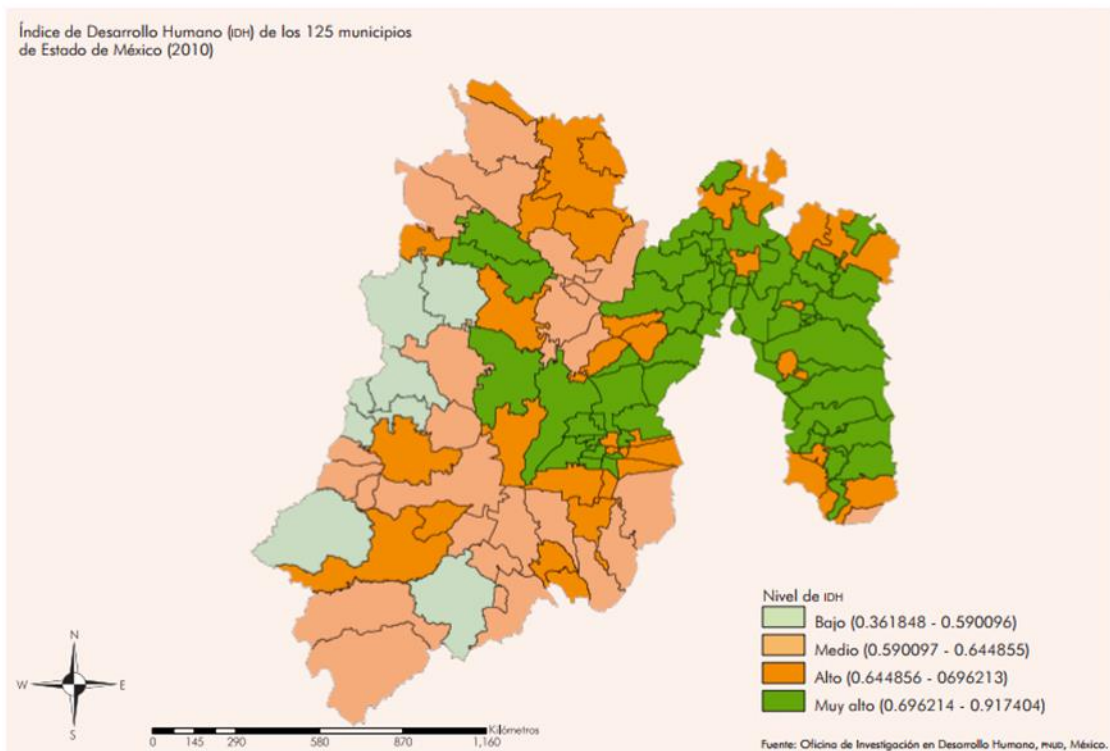 Índice de Desarrollo Humano (IDH) de los 125 municipios
de Estado de México (2010)
Nivel de IDH
Bajo (0.361848 - 0.590096)
Medio (0.590097 - 0.644855)
Alto (0.644856 - 0696213)
Muy alto (0.696214 - 0.917404)
N
W E
S
Kilómetros
0 145 290 580 870 1,160
Fuente: Oficina de Investigación en Desarrollo Humano, PNUD, México.